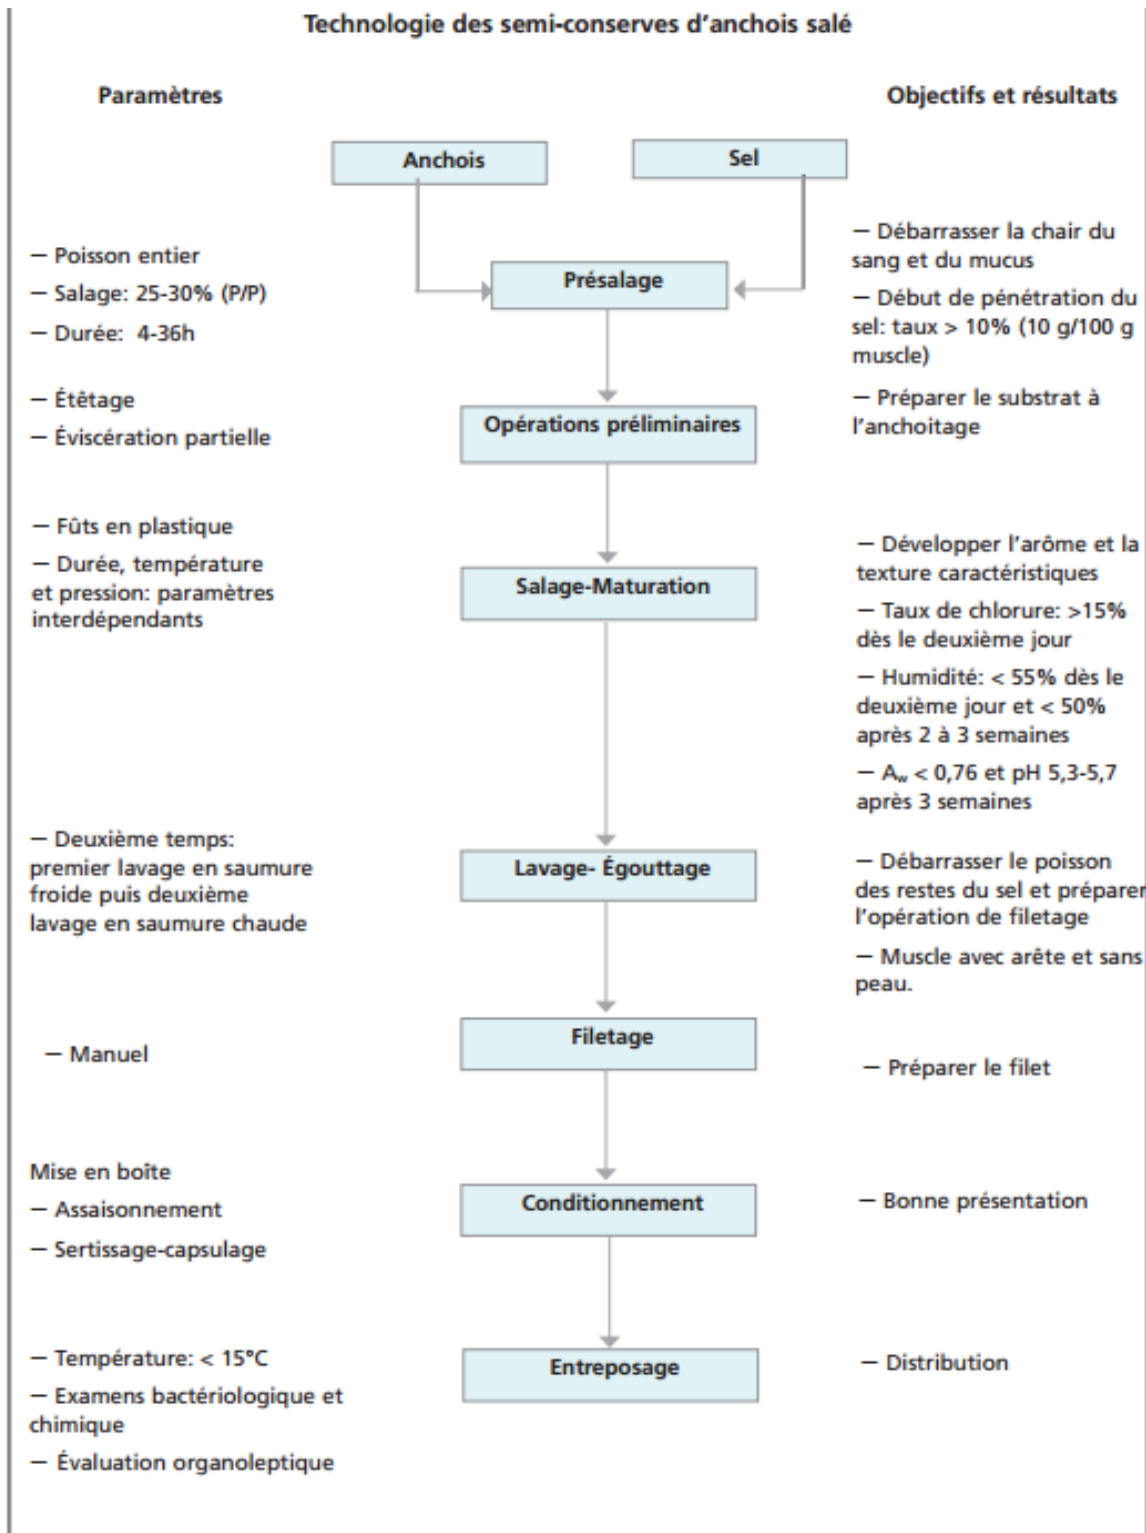 Technologie des semi-conserves d’anchois salé
Paramètres
Objectifs et résultats
Anchois
Sel
— Poisson entier
— Salage: 25-30% (P/P)
— Durée: 4-36h
Présalage
— Débarrasser la chair du
sang et du mucus
— Début de pénétration du
sel: taux > 10% (10 g/100 g
muscle)
— Étêtage
— Éviscération partielle
Opérations préliminaires
— Préparer le substrat à
l’anchoitage
— Fûts en plastique
— Durée, température
et pression: paramètres
interdépendants
Salage-Maturation
— Développer l’arôme et la
texture caractéristiques
— Taux de chlorure: >15%
dès le deuxième jour
— Humidité: < 55% dès le
deuxième jour et < 50%
après 2 à 3 semaines
— Aw < 0,76 et pH 5,3-5,7
après 3 semaines
— Deuxième temps:
premier lavage en saumure
froide puis deuxième
lavage en saumure chaude
Lavage- Égouttage
— Débarrasser le poisson
des restes du sel et préparer
l’opération de filetage
— Muscle avec arête et sans
peau.
— Manuel
Filetage
— Préparer le filet
Mise en boîte
— Assaisonnement
— Sertissage-capsulage
Conditionnement
— Bonne présentation
— Température: < 15°C
— Examens bactériologique et
chimique
— Évaluation organoleptique
Entreposage
— Distribution